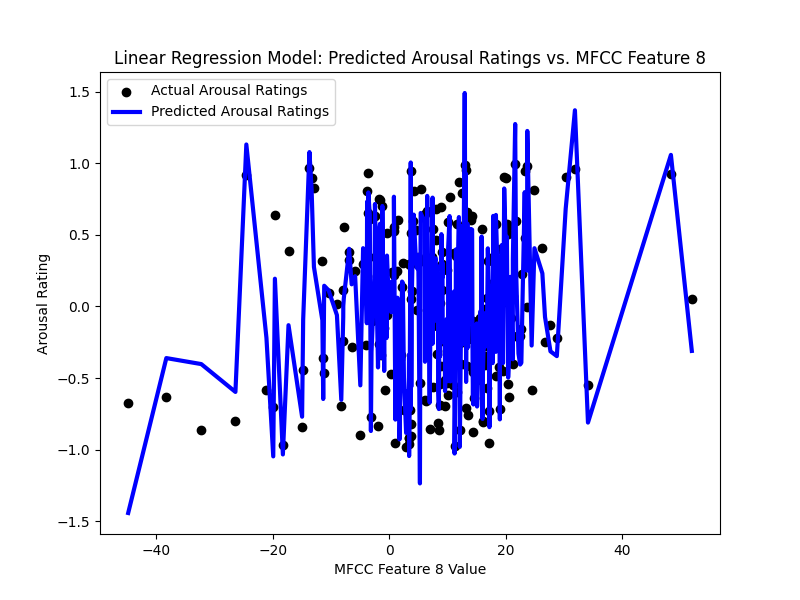 Linear Regression Model: Predicted Arousal Ratings vs. MFCC Feature 8
Actual Arousal Ratings
Predicted Arousal Ratings
1.5
1.0
0.5
0.0
−0.5
−1.0
−1.5
Arousal Rating
−40
−20
0
20
40
MFCC Feature 8 Value